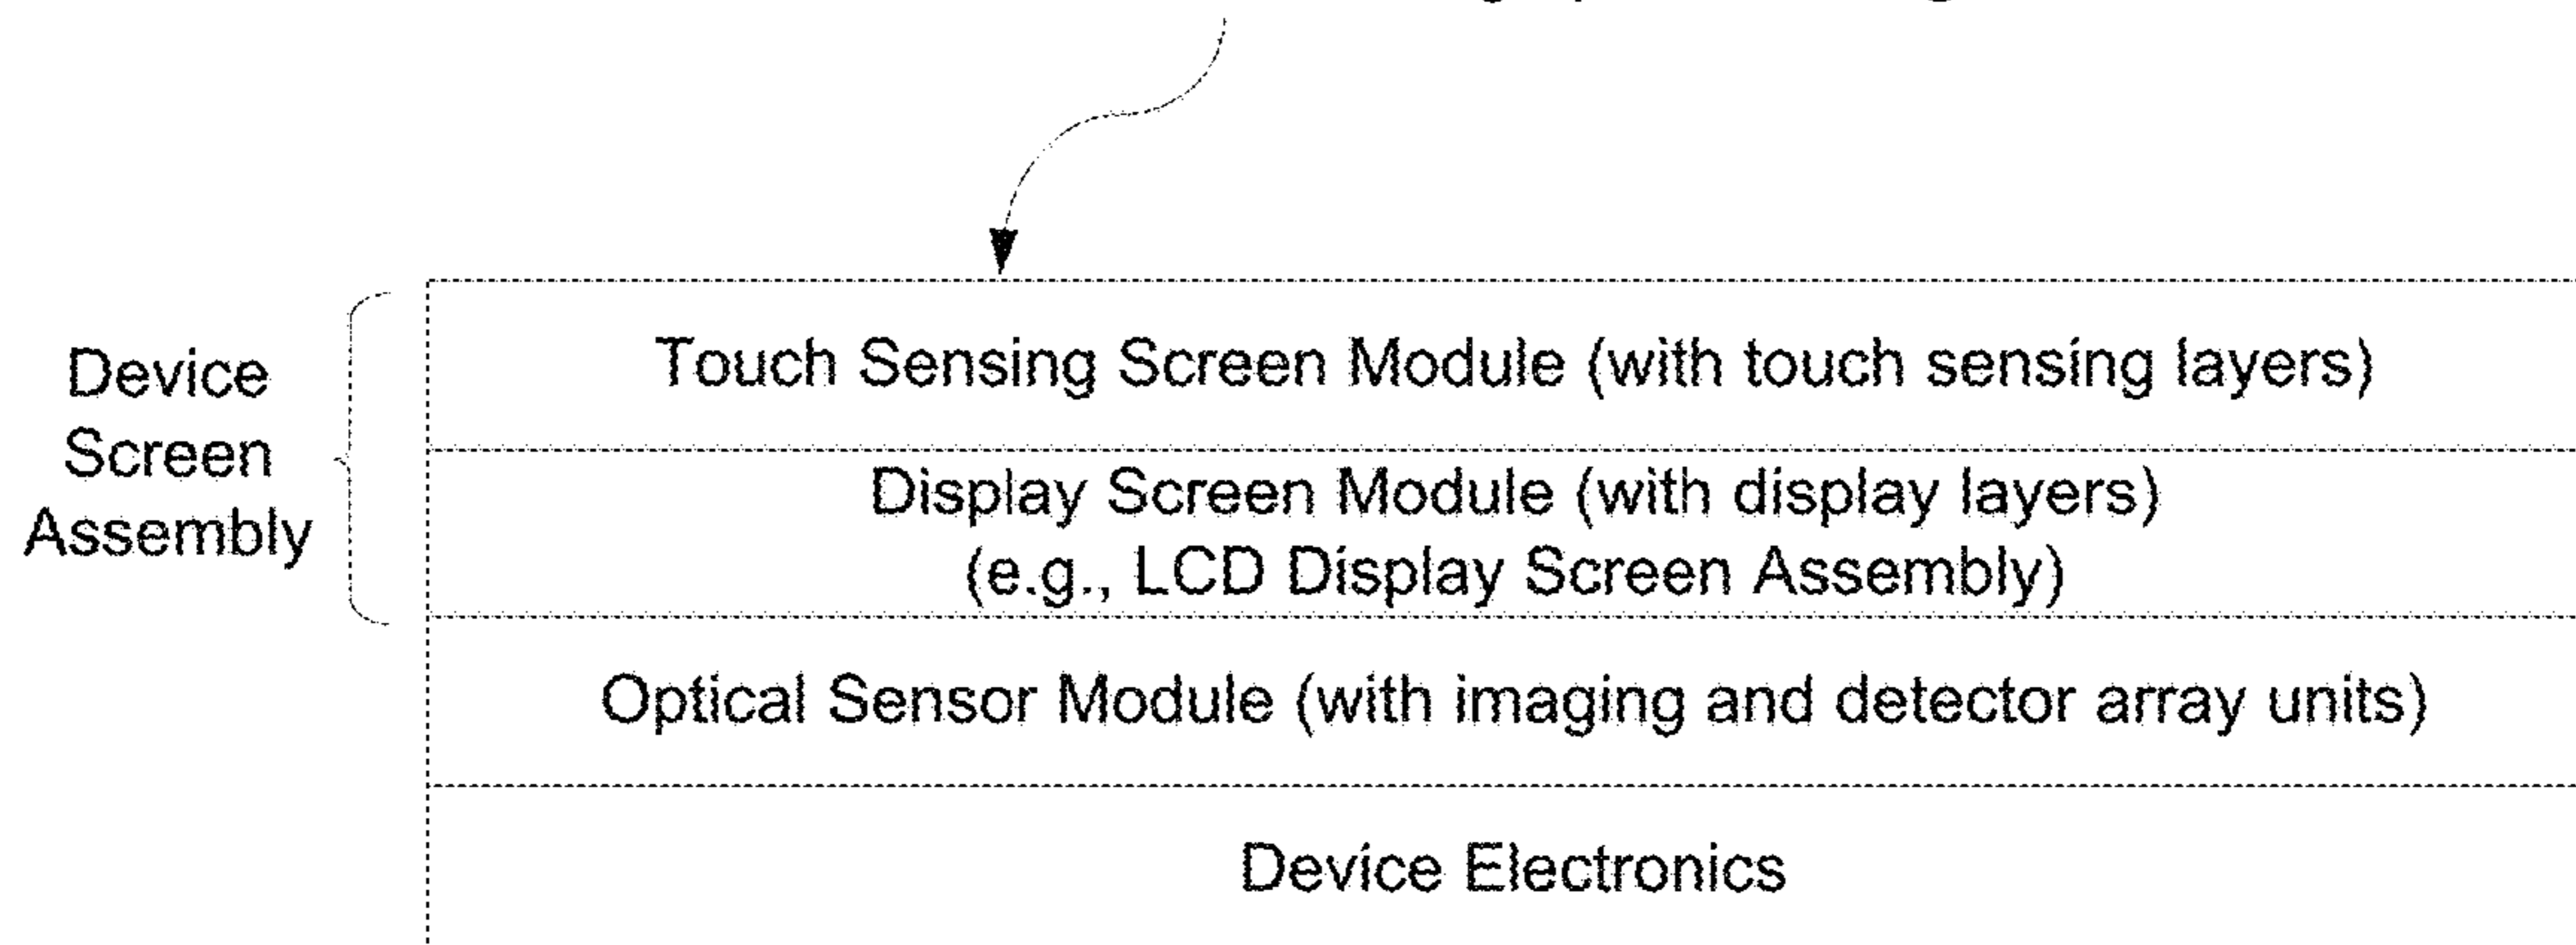 Device
Screen
Assembly
Touch Sensing Screen Module (with touch sensing layers)
Display Screen Module (with display layers)
(e.g., LCD Display Screen Assembly)
Optical Sensor Module (with imaging and detector array units)
Device Electronics